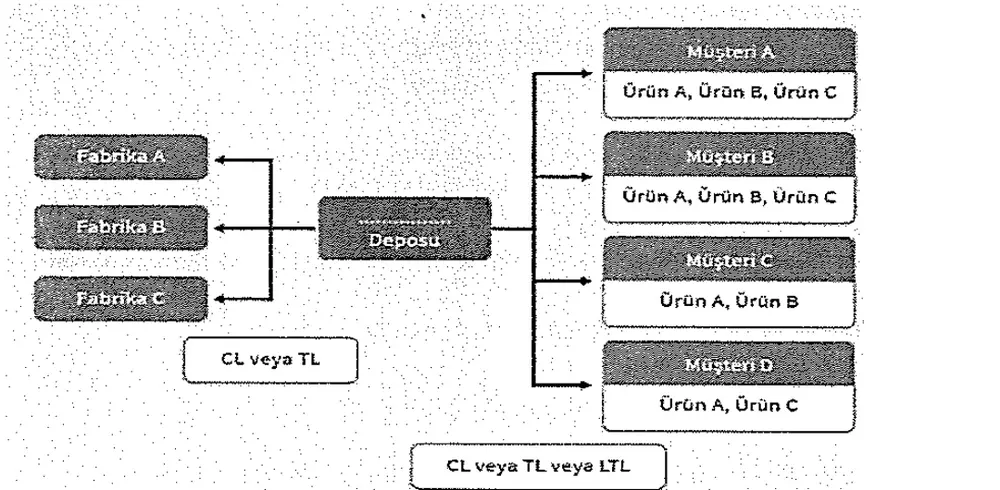 Fabrika A
Fabrika B
Fabrika C
CL veya TL
................
Deposu
Müşteri A
Ürün A, Ürün B, Ürün C
Müşteri B
Ürün A, Ürün B, Ürün C
Müşteri C
Ürün A, Ürün B
Müşteri D
Ürün A, Ürün C
CL veya TL veya LTL